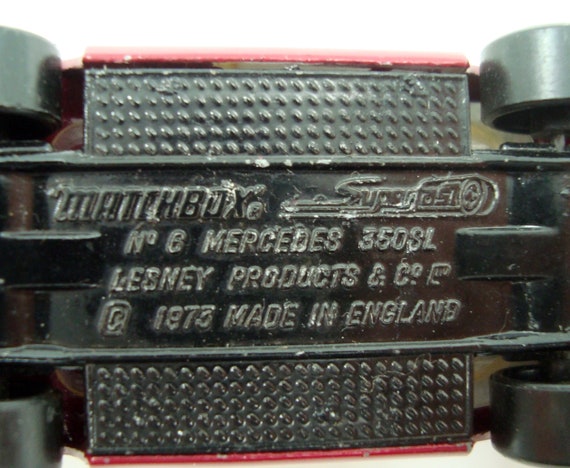 MATCHBOX® Superfast
No 6 MERCEDES 350SL
LESNEY PRODUCTS & Co LTD
© 1973 MADE IN ENGLAND